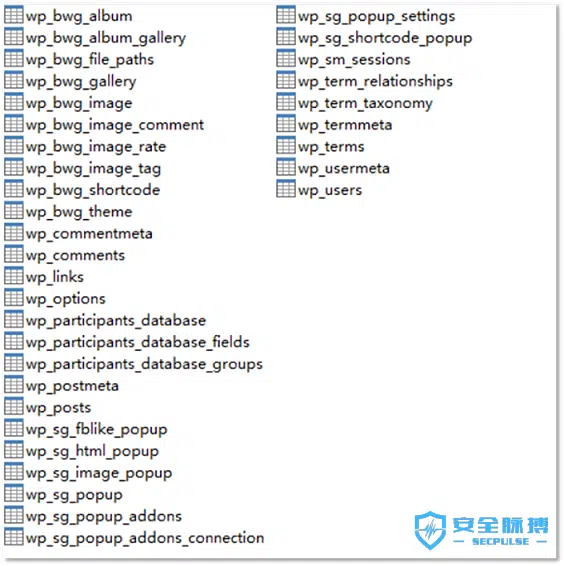 wp_bwg_album
wp_bwg_album_gallery
wp_bwg_file_paths
wp_bwg_gallery
wp_bwg_image
wp_bwg_image_comment
wp_bwg_image_rate
wp_bwg_image_tag
wp_bwg_shortcode
wp_bwg_theme
wp_commentmeta
wp_comments
wp_links
wp_options
wp_participants_database
wp_participants_database_fields
wp_participants_database_groups
wp_postmeta
wp_posts
wp_sg_fblike_popup
wp_sg_html_popup
wp_sg_image_popup
wp_sg_popup
wp_sg_popup_addons
wp_sg_popup_addons_connection
wp_sg_popup_settings
wp_sg_shortcode_popup
wp_sm_sessions
wp_term_relationships
wp_term_taxonomy
wp_termmeta
wp_terms
wp_usermeta
wp_users
安全脉搏
SECPULSE